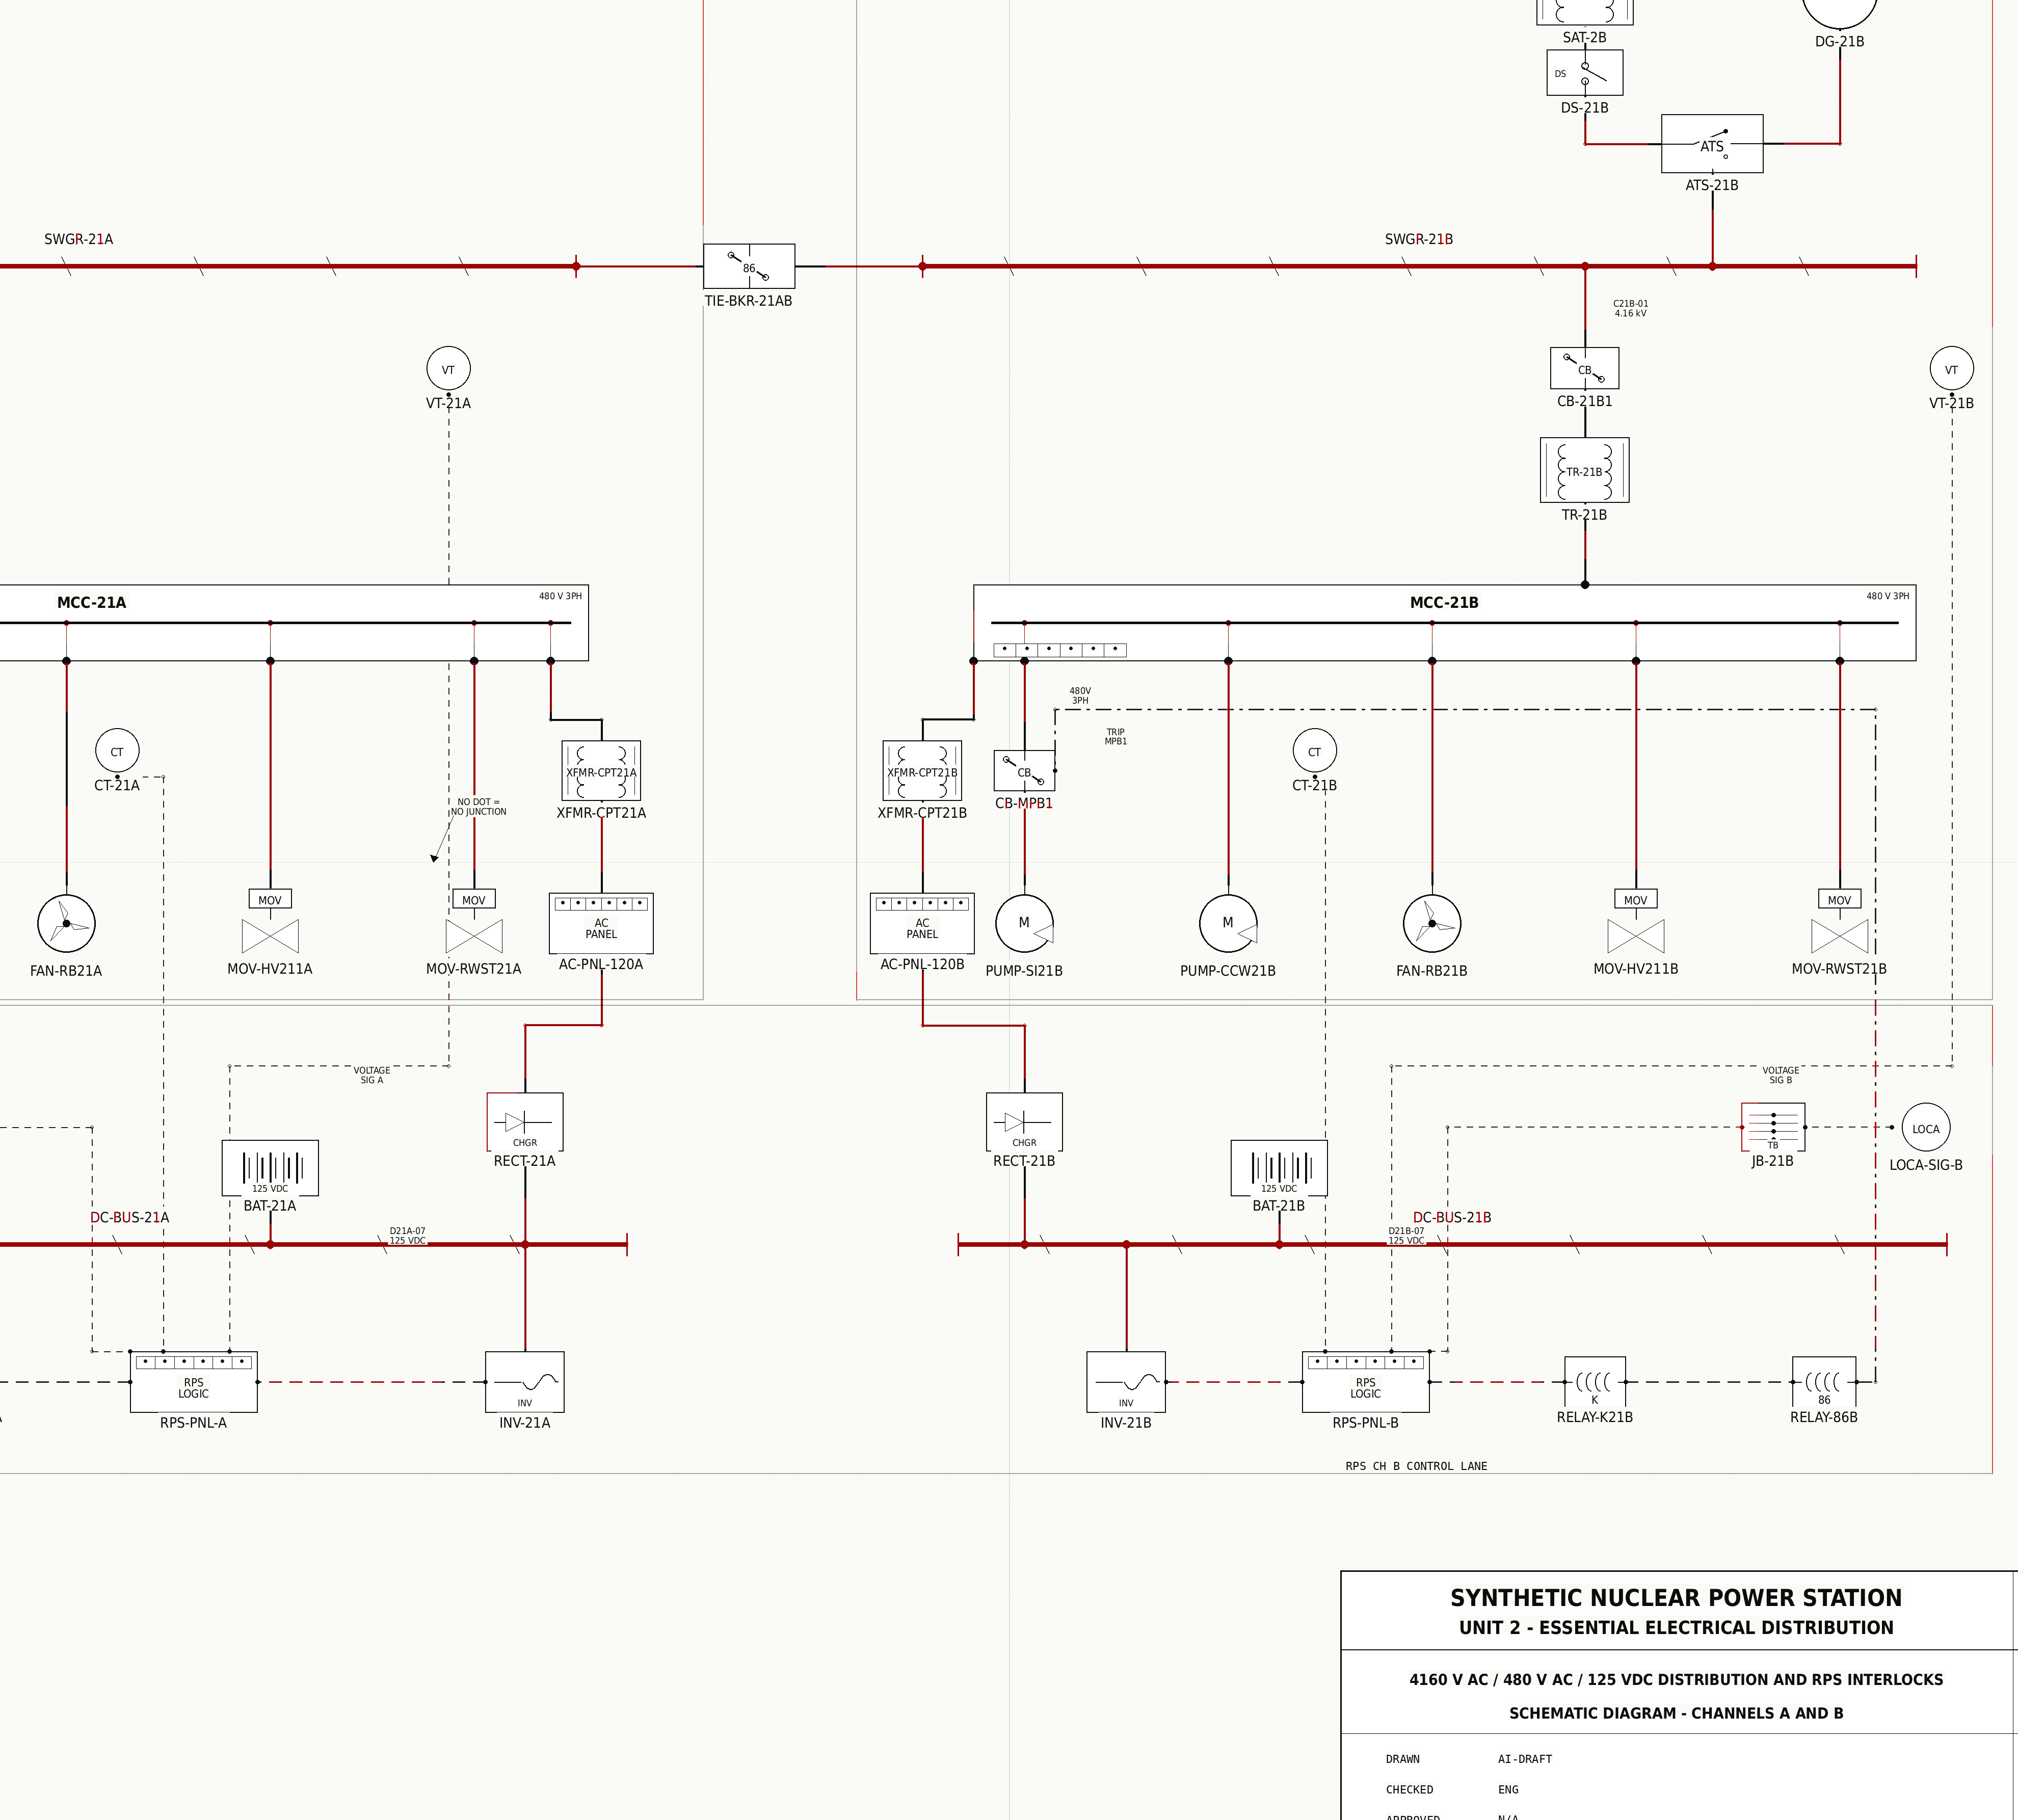 SAT-2B
DG-21B
DS
DS-21B
ATS
ATS-21B
SWGR-21A
SWGR-21B
86
TIE-BKR-21AB
C21B-01
4.16 kV
VT
VT-21A
CB
CB-21B1
VT
VT-21B
TR-21B
TR-21B
MCC-21A
480 V 3PH
MCC-21B
480 V 3PH
480V
3PH
TRIP
MPB1
CT
CT-21A
XFMR-CPT21A
XFMR-CPT21A
XFMR-CPT21B
XFMR-CPT21B
CB
CB-MPB1
CT
CT-21B
NO DOT =
NO JUNCTION
MOV
MOV
AC
PANEL
AC
PANEL
M
M
MOV
MOV
FAN-RB21A
MOV-HV211A
MOV-RWST21A
AC-PNL-120A
AC-PNL-120B
PUMP-SI21B
PUMP-CCW21B
FAN-RB21B
MOV-HV211B
MOV-RWST21B
VOLTAGE
SIG A
VOLTAGE
SIG B
CHGR
RECT-21A
CHGR
RECT-21B
TB
JB-21B
LOCA
LOCA-SIG-B
125 VDC
BAT-21A
125 VDC
BAT-21B
DC-BUS-21A
D21A-07
125 VDC
DC-BUS-21B
D21B-07
125 VDC
RPS
LOGIC
RPS-PNL-A
INV
INV-21A
INV
INV-21B
RPS
LOGIC
RPS-PNL-B
K
RELAY-K21B
86
RELAY-86B
RPS CH B CONTROL LANE
SYNTHETIC NUCLEAR POWER STATION
UNIT 2 - ESSENTIAL ELECTRICAL DISTRIBUTION
4160 V AC / 480 V AC / 125 VDC DISTRIBUTION AND RPS INTERLOCKS
SCHEMATIC DIAGRAM - CHANNELS A AND B
DRAWN AI-DRAFT
CHECKED ENG
APPROVED N/A